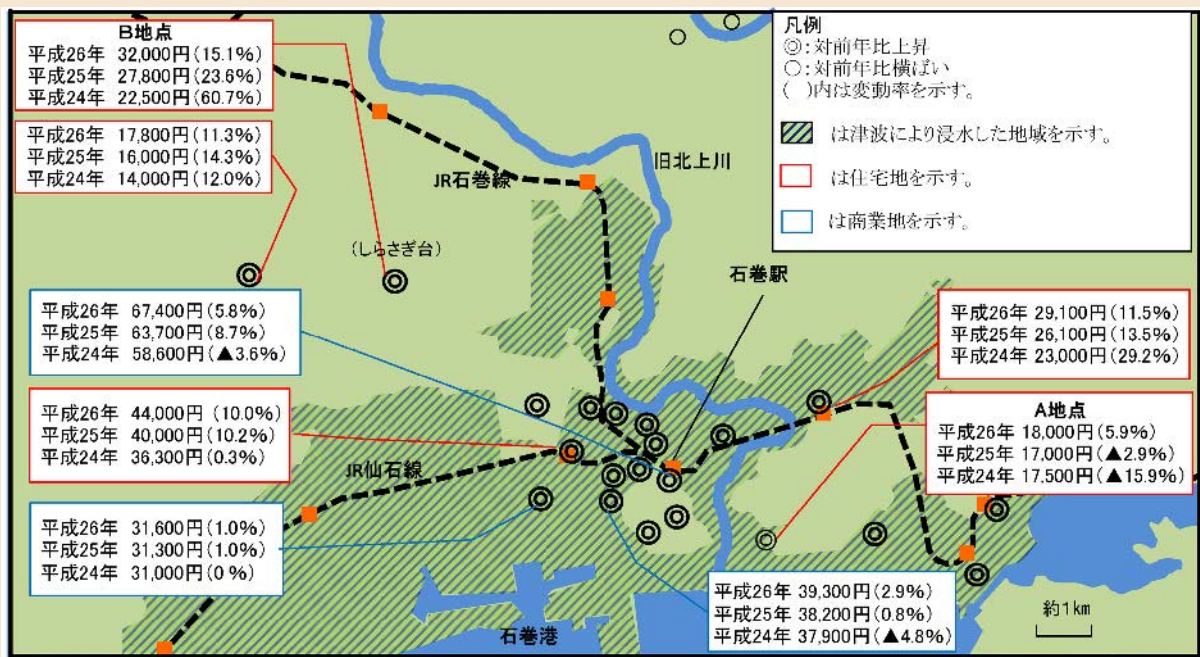 B地点
平成26年 32,000円(15.1%)
平成25年 27,800円(23.6%)
平成24年 22,500円(60.7%)
平成26年 17,800円(11.3%)
平成25年 16,000円(14.3%)
平成24年 14,000円(12.0%)
凡例
◎:対前年比上昇
○:対前年比横ばい
( )内は変動率を示す。
は津波により浸水した地域を示す。
は住宅地を示す。
は商業地を示す。
旧北上川
JR石巻線
(しらさぎ台)
石巻駅
平成26年 67,400円(5.8%)
平成25年 63,700円(8.7%)
平成24年 58,600円(▲3.6%)
平成26年 29,100円(11.5%)
平成25年 26,100円(13.5%)
平成24年 23,000円(29.2%)
平成26年 44,000円(10.0%)
平成25年 40,000円(10.2%)
平成24年 36,300円(0.3%)
A地点
平成26年 18,000円(5.9%)
平成25年 17,000円(▲2.9%)
平成24年 17,500円(▲15.9%)
JR仙石線
平成26年 31,600円(1.0%)
平成25年 31,300円(1.0%)
平成24年 31,000円(0%)
平成26年 39,300円(2.9%)
平成25年 38,200円(0.8%)
平成24年 37,900円(▲4.8%)
石巻港
約1km